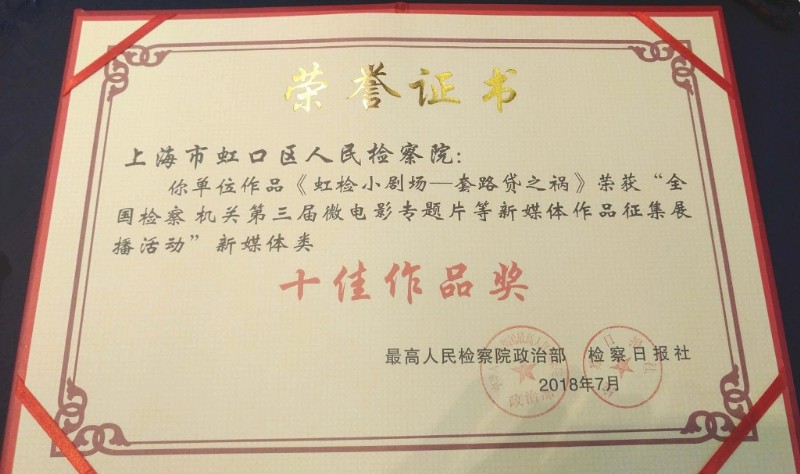 荣誉证书
上海市虹口区人民检察院：
你单位作品《虹检小剧场—套路贷之祸》荣获“全
国检察机关第三届微电影专题片等新媒体作品征集展
播活动”新媒体类
十佳作品奖
最高人民检察院政治部 检察日报社
2018年7月
政治部